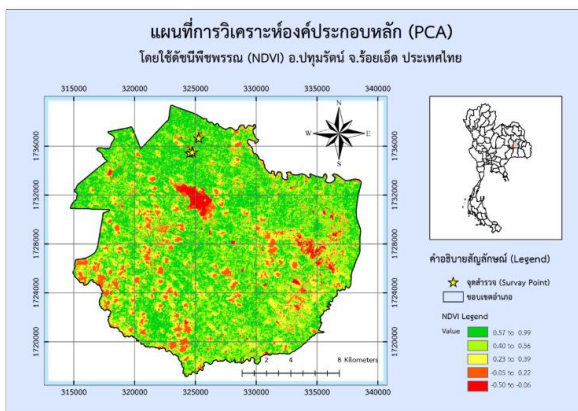 แผนที่การวิเคราะห์องค์ประกอบหลัก (PCA)
โดยใช้ดัชนีพืชพรรณ (NDVI) อ.ปทุมรัตน์ จ.ร้อยเอ็ด ประเทศไทย
315000 320000 325000 330000 335000 340000
N
W E
S
1736000 1736000
1732000 1732000
1728000 1728000
1724000 1724000
1720000 1720000
2 4 8 Kilometers
315000 320000 325000 330000 335000 340000
คำอธิบายสัญลักษณ์ (Legend)
จุดสำรวจ (Survay Point)
ขอบเขตอำเภอ
NDVI Legend
Value
0.57 to 0.99
0.40 to 0.56
0.23 to 0.39
-0.05 to 0.22
-0.50 to -0.06